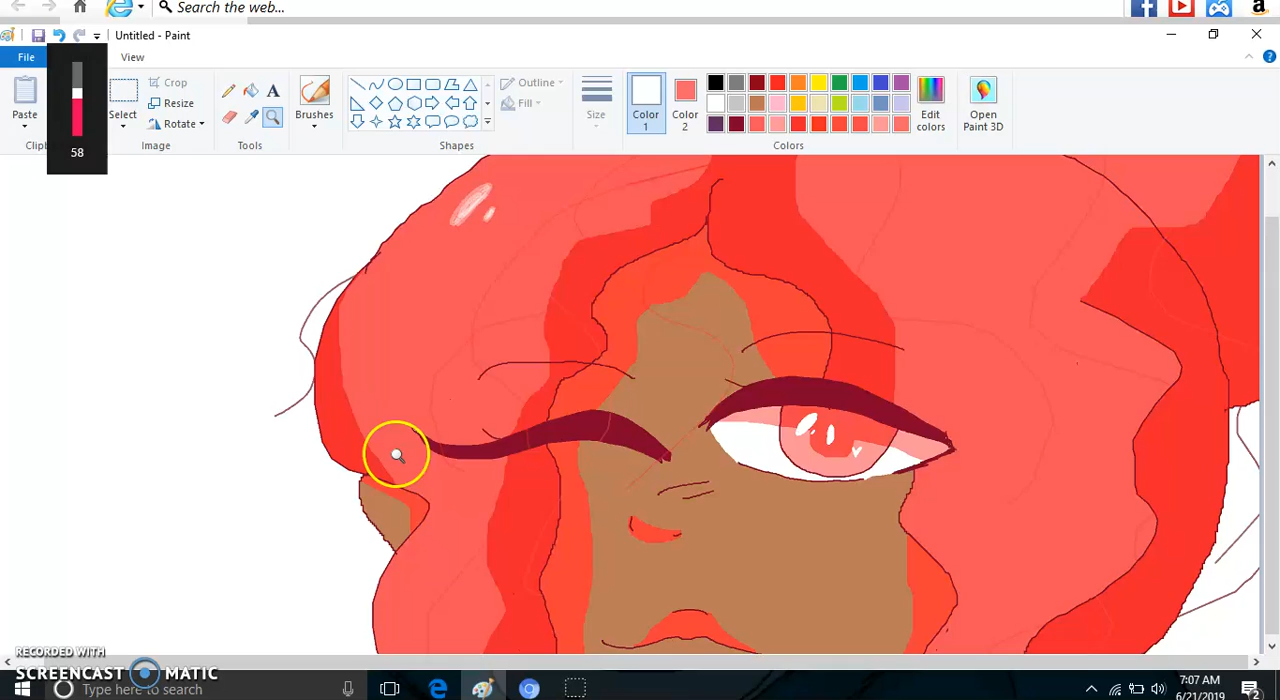 Search the web...
Untitled - Paint
File
View
58
Paste
Select
Crop
Resize
Rotate
Image
A
Tools
Brushes
Shapes
Outline
Fill
Size
Color
1
Color
2
Colors
Edit
colors
Open
Paint 3D
RECORDED WITH
SCREENCAST MATIC
Type here to search
7:07 AM
6/21/2019
2